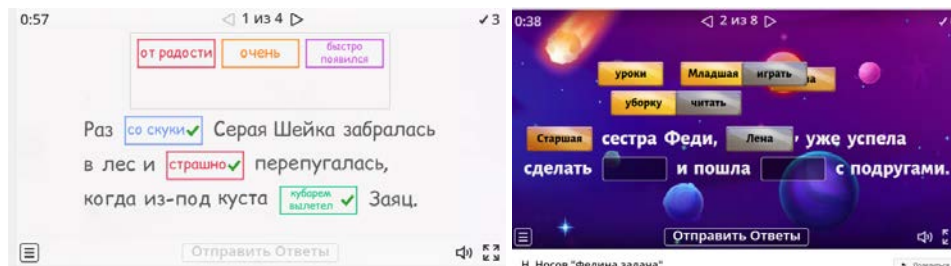 0:57
1 из 4
✓ 3
от радости
очень
быстро
появился
Раз со скуки✓ Серая Шейка забралась
в лес и страшно✓ перепугалась,
когда из-под куста кубарем вылетел ✓ Заяц.
Отправить Ответы
0:38
2 из 8
✓
уроки Младшая играть
уборку читать
Старшая сестра Феди, Лена, уже успела
сделать и пошла с подругами.
Отправить Ответы
Н. Носов "Федина задача"